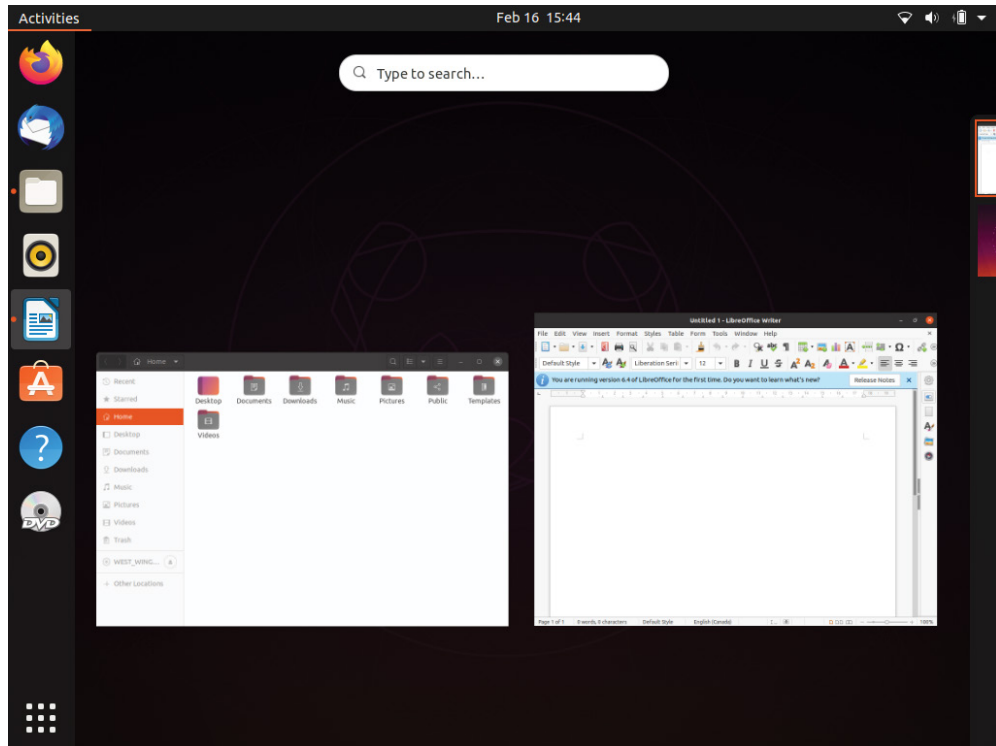 Activities
Feb 16 15:44
Type to search...
Home
Recent
Starred
Home
Desktop
Documents
Downloads
Music
Pictures
Videos
Trash
WEST_WING...
Other Locations
Desktop Documents Downloads Music Pictures Public Templates
Videos
Untitled 1 - LibreOffice Writer
File Edit View Insert Format Styles Table Form Tools Window Help
Default Style Liberation Seri 12 B I U S
You are running version 6.4 of LibreOffice for the first time. Do you want to learn what's new? Release Notes
Page 1 of 1 0 words, 0 characters Default Style English (Canada) 100%
DVD